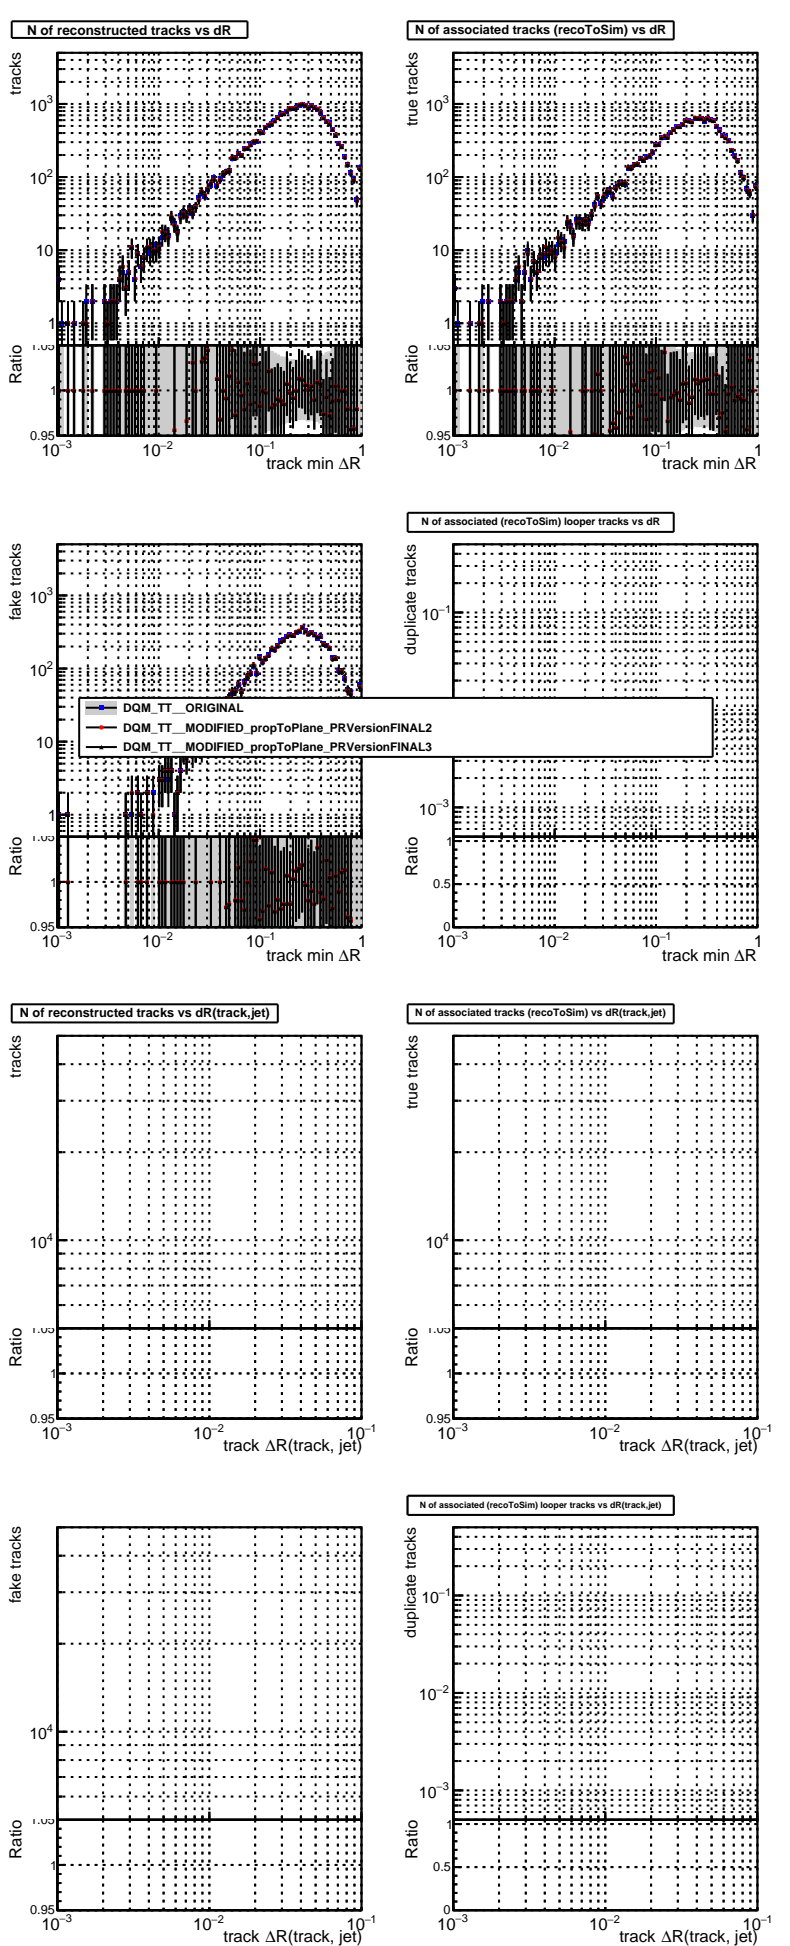 N of reconstructed tracks vs dR
N of associated tracks (recoToSim) vs dR
tracks
10³
10²
10
1
Ratio
1.05
1
0.95
10⁻³ 10⁻² 10⁻¹ 1
track min ΔR
true tracks
10³
10²
10
1
Ratio
1.05
1
0.95
10⁻³ 10⁻² 10⁻¹ 1
track min ΔR
N of associated (recoToSim) looper tracks vs dR
fake tracks
10³
10²
10
1
Ratio
1.05
1
0.95
10⁻³ 10⁻² 10⁻¹ 1
track min ΔR
duplicate tracks
10⁻¹
10⁻³
Ratio
1
0.5
0
10⁻³ 10⁻² 10⁻¹ 1
track min ΔR
DQM_TT__ORIGINAL
DQM_TT__MODIFIED_propToPlane_PRVersionFINAL2
DQM_TT__MODIFIED_propToPlane_PRVersionFINAL3
N of reconstructed tracks vs dR(track,jet)
N of associated tracks (recoToSim) vs dR(track,jet)
tracks
10⁴
Ratio
1.05
1
0.95
10⁻³ 10⁻² 10⁻¹
track ΔR(track, jet)
true tracks
10⁴
Ratio
1.05
1
0.95
10⁻³ 10⁻² 10⁻¹
track ΔR(track, jet)
N of associated (recoToSim) looper tracks vs dR(track,jet)
fake tracks
10⁴
Ratio
1.05
1
0.95
10⁻³ 10⁻² 10⁻¹
track ΔR(track, jet)
duplicate tracks
10⁻¹
10⁻²
10⁻³
Ratio
1
0.5
0
10⁻³ 10⁻² 10⁻¹
track ΔR(track, jet)